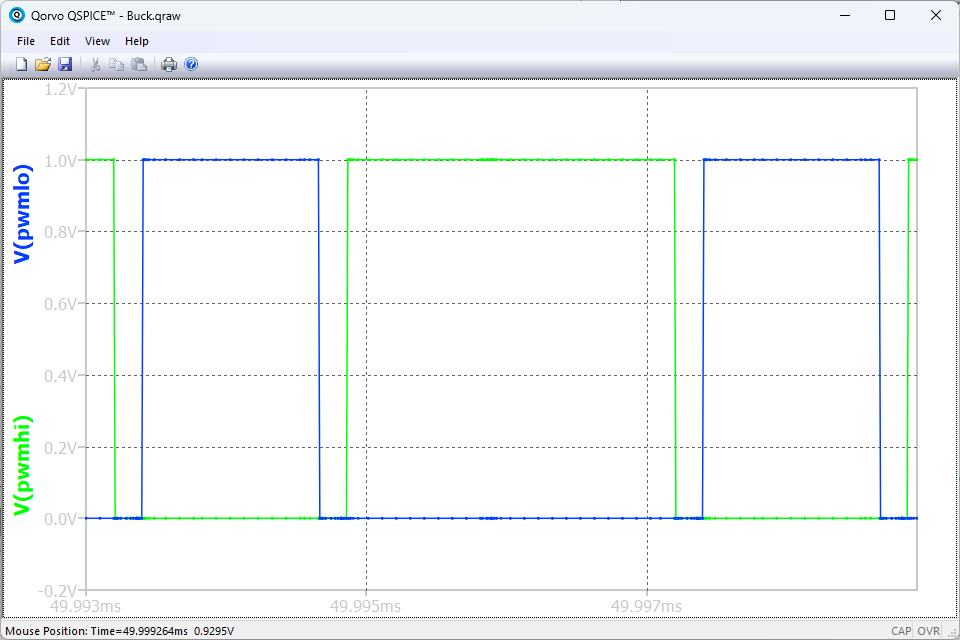 Qorvo QSPICE™ - Buck.qraw
File Edit View Help
V(pwmlo)
V(pwmhi)
1.2V
1.0V
0.8V
0.6V
0.4V
0.2V
0.0V
-0.2V
49.993ms 49.995ms 49.997ms
Mouse Position: Time=49.999264ms 0.9295V CAP OVR